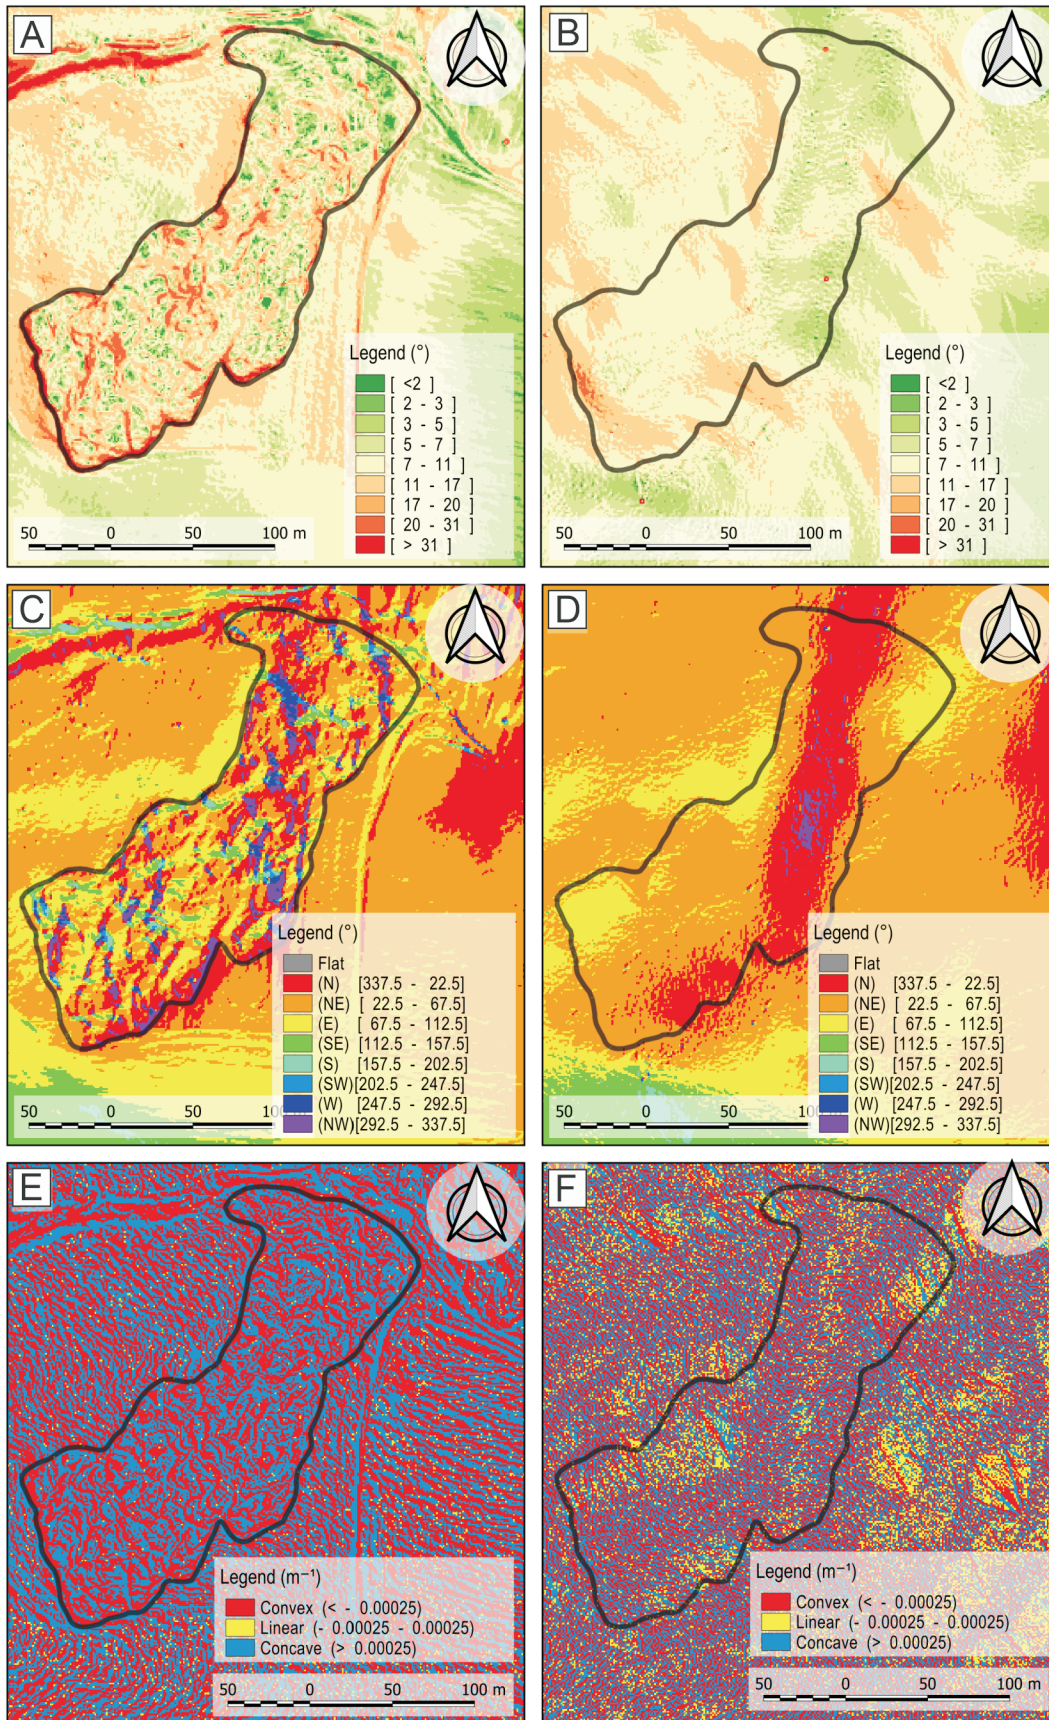 A
Legend (°)
[ <2 ]
[ 2 - 3 ]
[ 3 - 5 ]
[ 5 - 7 ]
[ 7 - 11 ]
[ 11 - 17 ]
[ 17 - 20 ]
[ 20 - 31 ]
[ > 31 ]
50 0 50 100 m
B
Legend (°)
[ <2 ]
[ 2 - 3 ]
[ 3 - 5 ]
[ 5 - 7 ]
[ 7 - 11 ]
[ 11 - 17 ]
[ 17 - 20 ]
[ 20 - 31 ]
[ > 31 ]
50 0 50 100 m
C
Legend (°)
Flat
(N) [337.5 - 22.5]
(NE) [ 22.5 - 67.5]
(E) [ 67.5 - 112.5]
(SE) [112.5 - 157.5]
(S) [157.5 - 202.5]
(SW)[202.5 - 247.5]
(W) [247.5 - 292.5]
(NW)[292.5 - 337.5]
50 0 50
D
Legend (°)
Flat
(N) [337.5 - 22.5]
(NE) [ 22.5 - 67.5]
(E) [ 67.5 - 112.5]
(SE) [112.5 - 157.5]
(S) [157.5 - 202.5]
(SW)[202.5 - 247.5]
(W) [247.5 - 292.5]
(NW)[292.5 - 337.5]
50 0 50
E
Legend (m⁻¹)
Convex (< - 0.00025)
Linear (- 0.00025 - 0.00025)
Concave (> 0.00025)
50 0 50 100 m
F
Legend (m⁻¹)
Convex (< - 0.00025)
Linear (- 0.00025 - 0.00025)
Concave (> 0.00025)
50 0 50 100 m